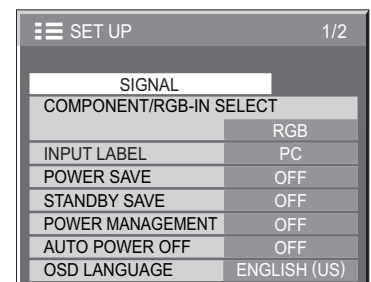 SET UP 1/2
SIGNAL
COMPONENT/RGB-IN SELECT
RGB
INPUT LABEL PC
POWER SAVE OFF
STANDBY SAVE OFF
POWER MANAGEMENT OFF
AUTO POWER OFF OFF
OSD LANGUAGE ENGLISH (US)